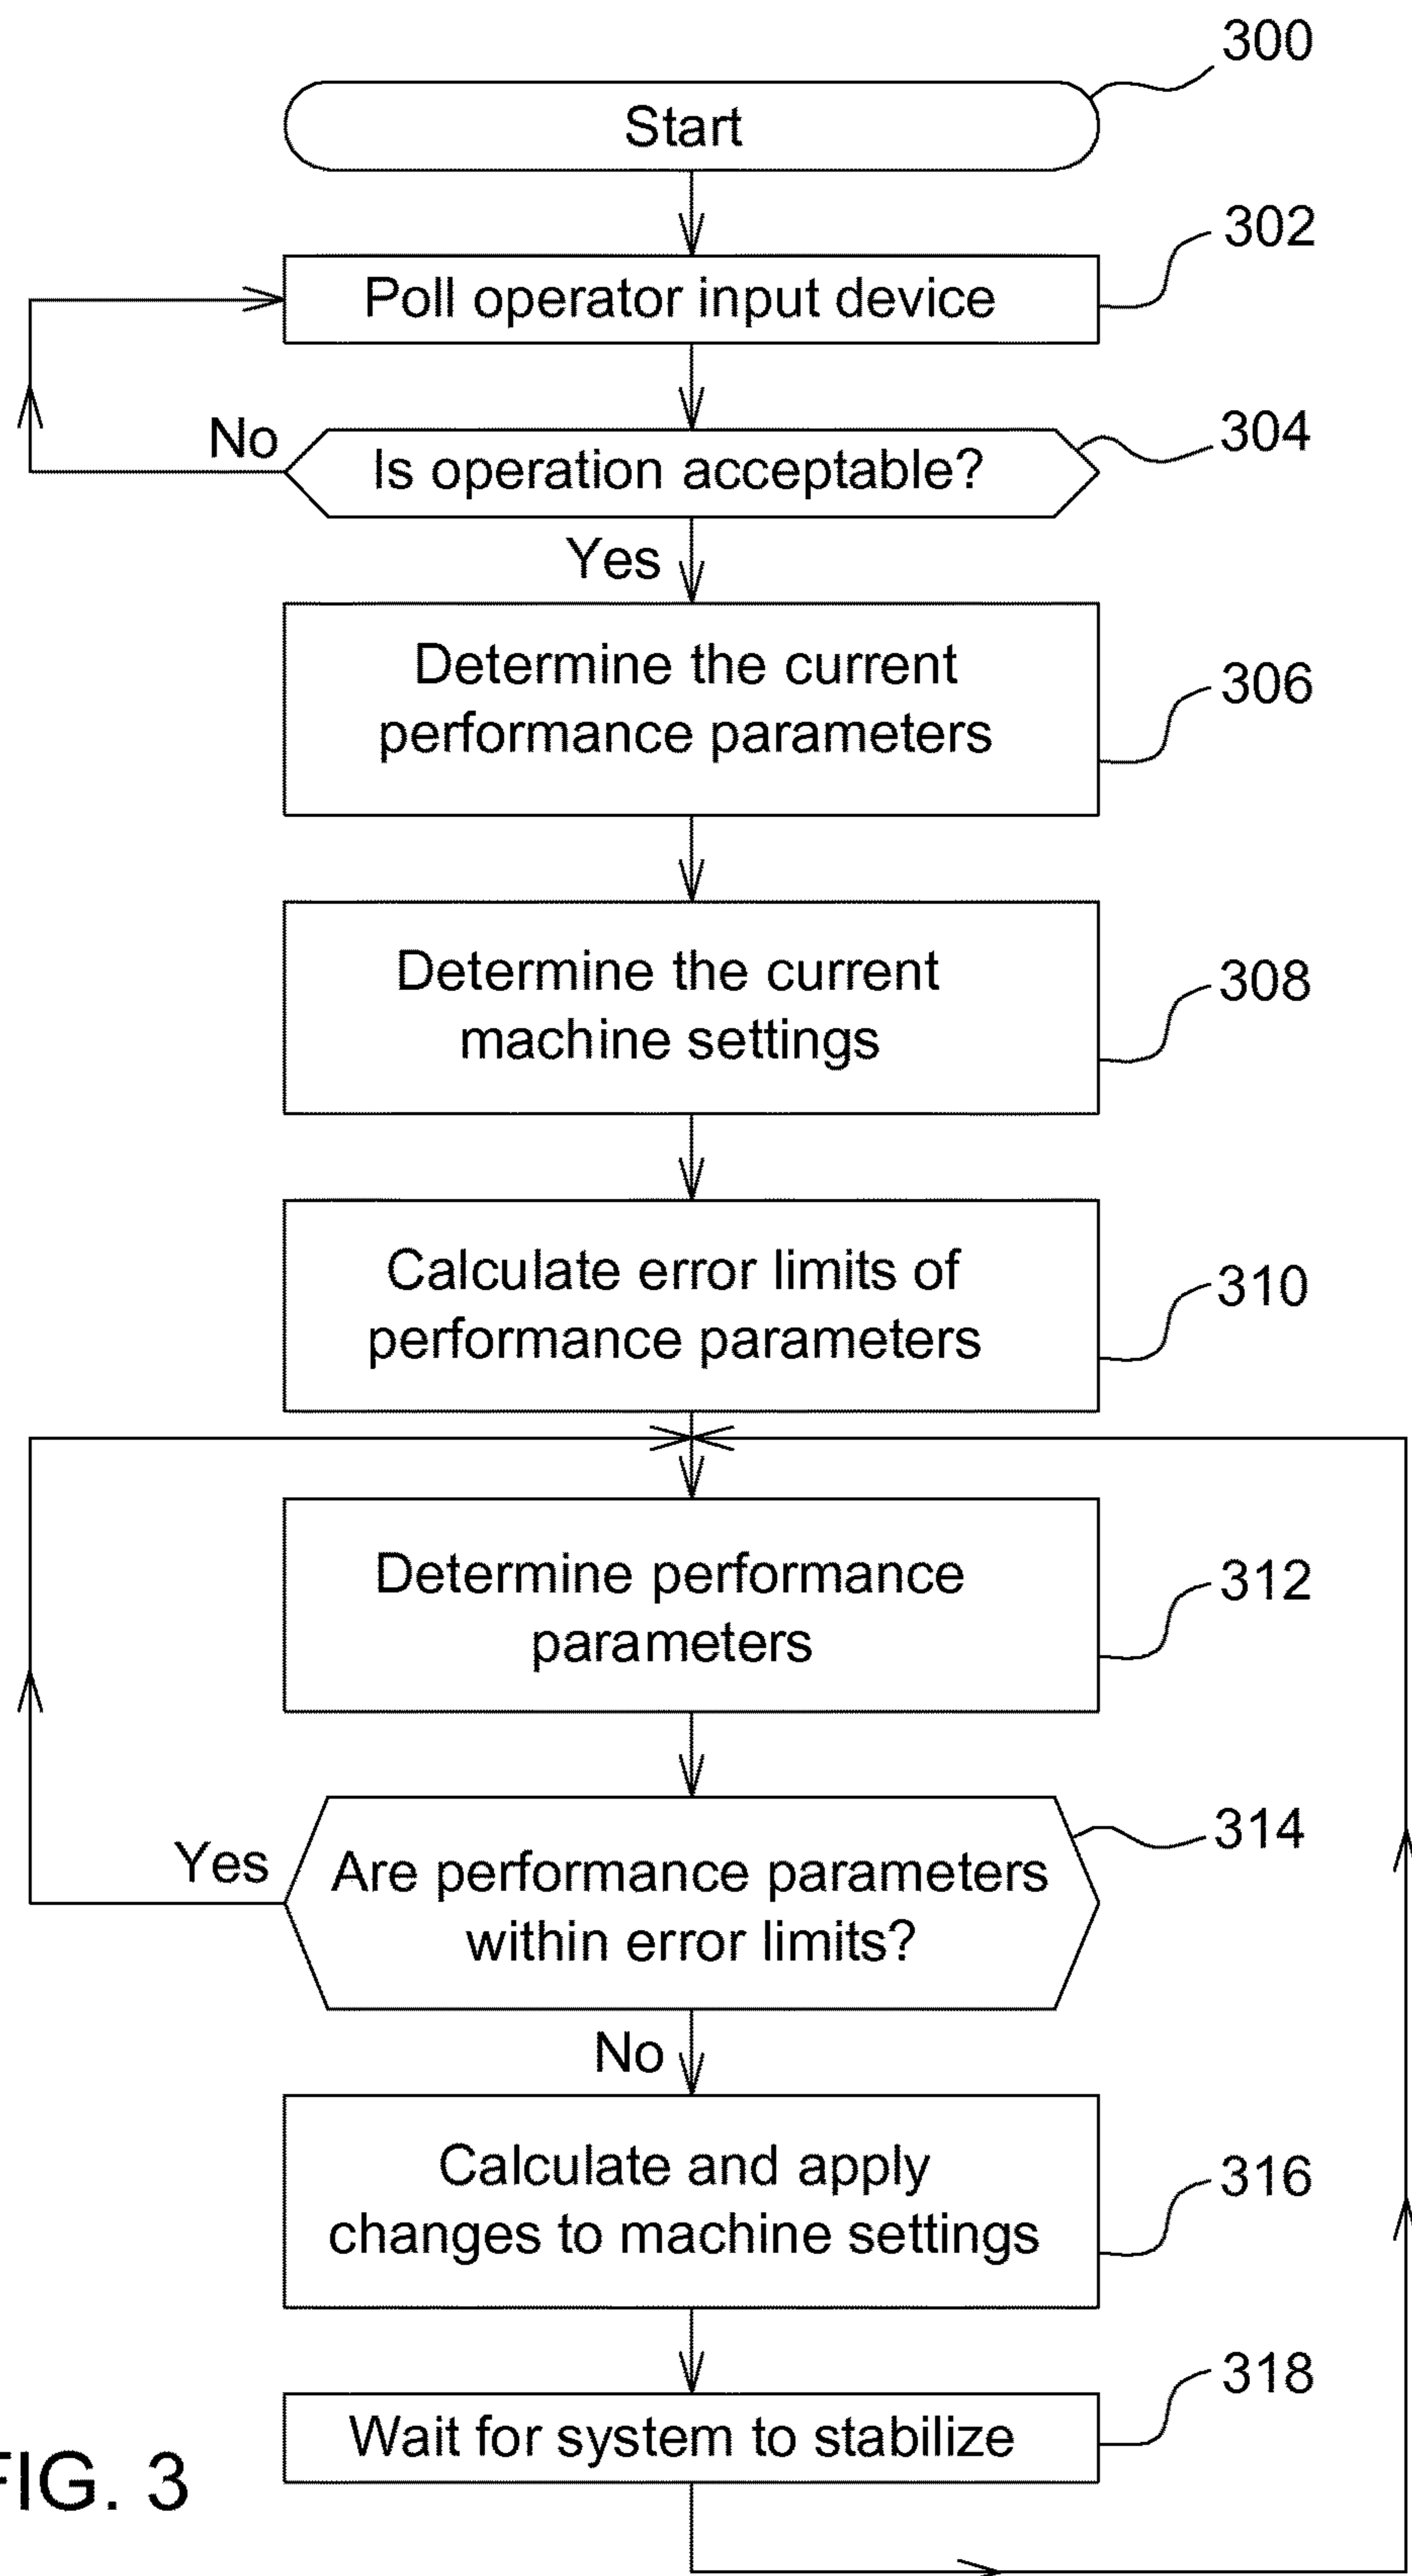 300
Start
302
Poll operator input device
304
No
Is operation acceptable?
Yes
Determine the current
performance parameters
306
Determine the current
machine settings
308
Calculate error limits of
performance parameters
310
Determine performance
parameters
312
314
Yes
Are performance parameters
within error limits?
No
Calculate and apply
changes to machine settings
316
318
Wait for system to stabilize
FIG. 3